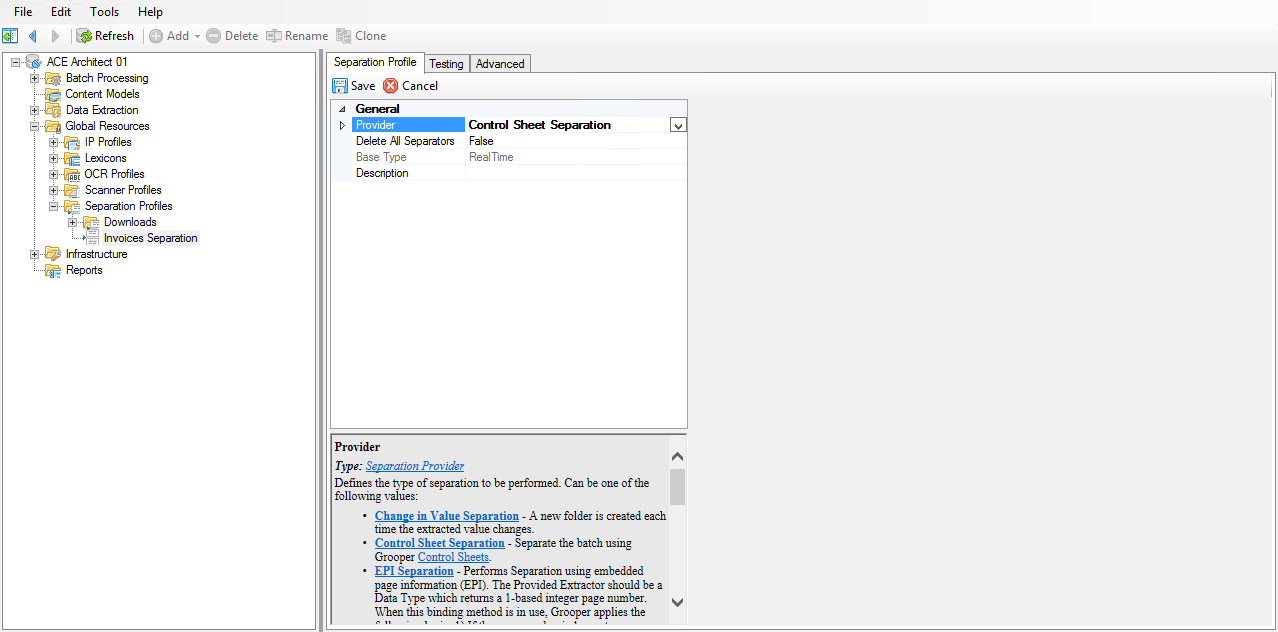 File Edit Tools Help
Refresh Add Delete Rename Clone
ACE Architect 01
Batch Processing
Content Models
Data Extraction
Global Resources
IP Profiles
Lexicons
ABC
OCR Profiles
Scanner Profiles
Separation Profiles
Downloads
Invoices Separation
Infrastructure
Reports
Separation Profile Testing Advanced
Save Cancel
General
Provider Control Sheet Separation
Delete All Separators False
Base Type RealTime
Description
Provider
Type: Separation Provider
Defines the type of separation to be performed. Can be one of the
following values:
• Change in Value Separation - A new folder is created each
time the extracted value changes.
• Control Sheet Separation - Separate the batch using
Grooper Control Sheets.
• EPI Separation - Performs Separation using embedded
page information (EPI). The Provided Extractor should be a
Data Type which returns a 1-based integer page number.
When this binding method is in use, Grooper applies the